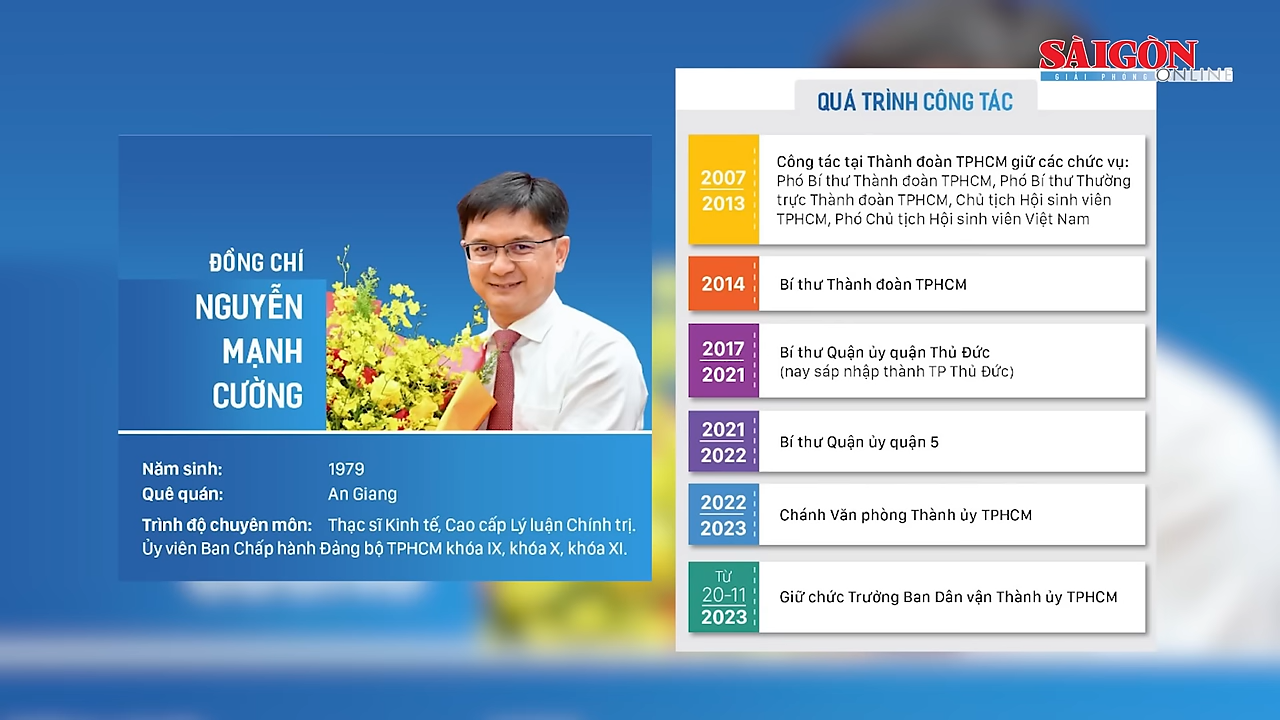 SÀIGÒN
GIẢI PHÓNG ONLINE
ĐỒNG CHÍ
NGUYỄN
MẠNH
CƯỜNG
Năm sinh: 1979
Quê quán: An Giang
Trình độ chuyên môn: Thạc sĩ Kinh tế, Cao cấp Lý luận Chính trị.
Ủy viên Ban Chấp hành Đảng bộ TPHCM khóa IX, khóa X, khóa XI.
QUÁ TRÌNH CÔNG TÁC
2007
2013
Công tác tại Thành đoàn TPHCM giữ các chức vụ:
Phó Bí thư Thành đoàn TPHCM, Phó Bí thư Thường
trực Thành đoàn TPHCM, Chủ tịch Hội sinh viên
TPHCM, Phó Chủ tịch Hội sinh viên Việt Nam
2014
Bí thư Thành đoàn TPHCM
2017
2021
Bí thư Quận ủy quận Thủ Đức
(nay sáp nhập thành TP Thủ Đức)
2021
2022
Bí thư Quận ủy quận 5
2022
2023
Chánh Văn phòng Thành ủy TPHCM
Từ
20-11
2023
Giữ chức Trưởng Ban Dân vận Thành ủy TPHCM